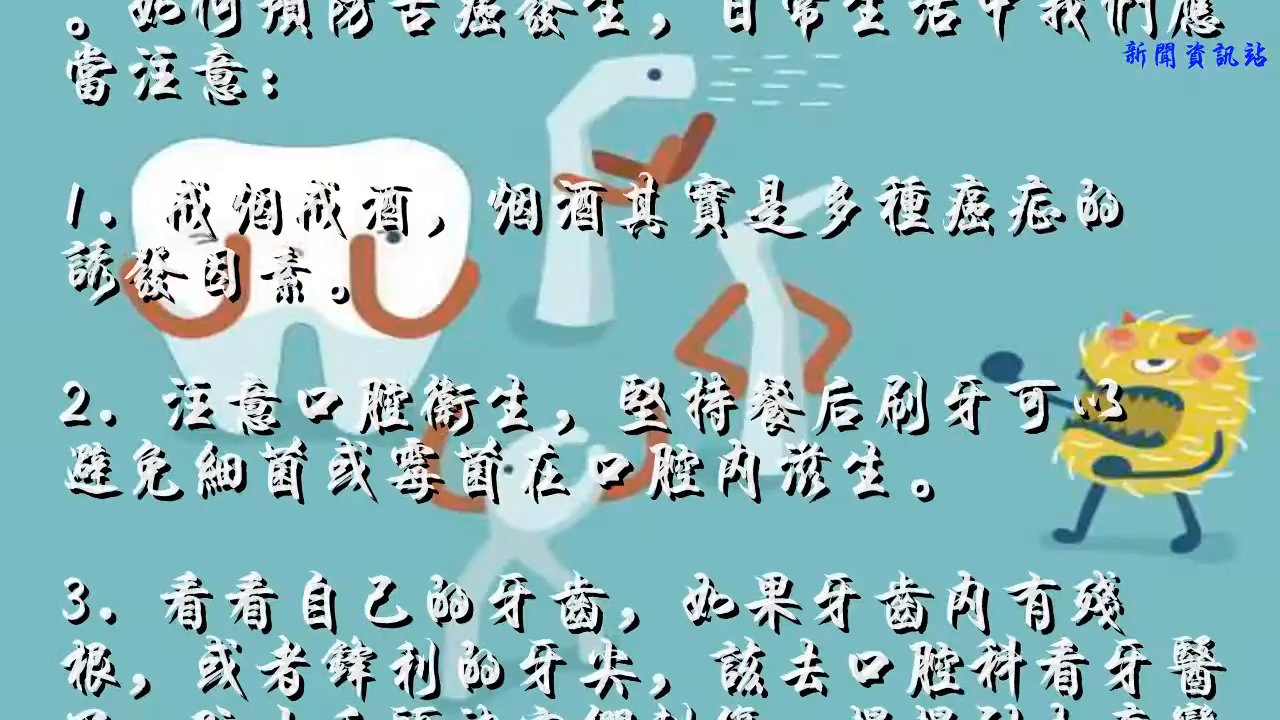 。如何預防舌癌發生，日常生活中我們應
新聞資訊站
當注意：
1. 戒烟戒酒，烟酒其實是多種癌症的
誘發因素。
2. 注意口腔衛生，堅持餐后刷牙可以
避免細菌或霉菌在口腔内滋生。
3. 看看自己的牙齒，如果牙齒内有殘
根，或者鋒利的牙尖，該去口腔科看牙醫